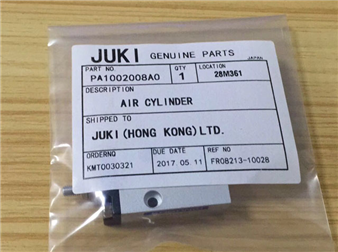 JUKI GENUINE PARTS
JAPAN
PART NO. QTY LOCATION
PA1002008A0 1 28M361
DESCRIPTION
AIR CYLINDER
SHIPPED TO
JUKI (HONG KONG) LTD.
ORDERNQ DUE DATE REF NO
KMT0030321 2017.05.11 FR08213-10028